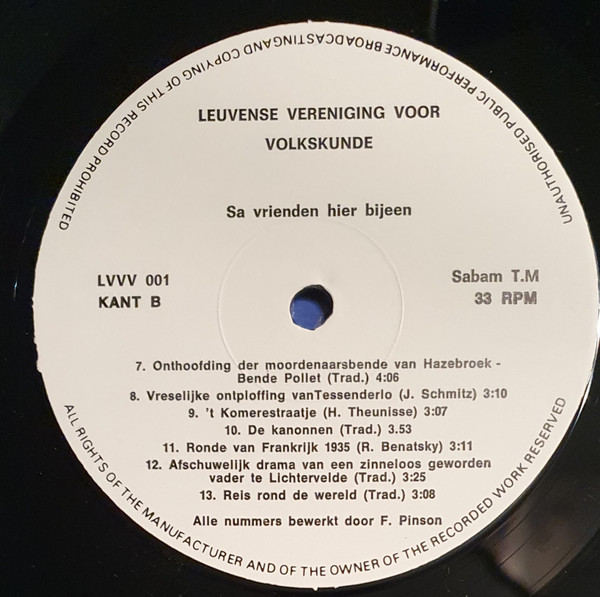 UNAUTHORISED PUBLIC PERFORMANCE BROADCASTING AND COPYING OF THIS RECORD PROHIBITED
LEUVENSE VERENIGING VOOR
VOLKSKUNDE
Sa vrienden hier bijeen
LVVV 001
KANT B
Sabam T.M
33 RPM
7. Onthoofding der moordenaarsbende van Hazebroek -
Bende Pollet (Trad.) 4:06
8. Vreselijke ontploffing vanTessenderlo (J. Schmitz) 3:10
9. 't Komerestraatje (H. Theunisse) 3:07
10. De kanonnen (Trad.) 3.53
11. Ronde van Frankrijk 1935 (R. Benatsky) 3:11
12. Afschuwelijk drama van een zinneloos geworden
vader te Lichtervelde (Trad.) 3:25
13. Reis rond de wereld (Trad.) 3:08
Alle nummers bewerkt door F. Pinson
ALL RIGHTS OF THE MANUFACTURER AND OF THE OWNER OF THE RECORDED WORK RESERVED